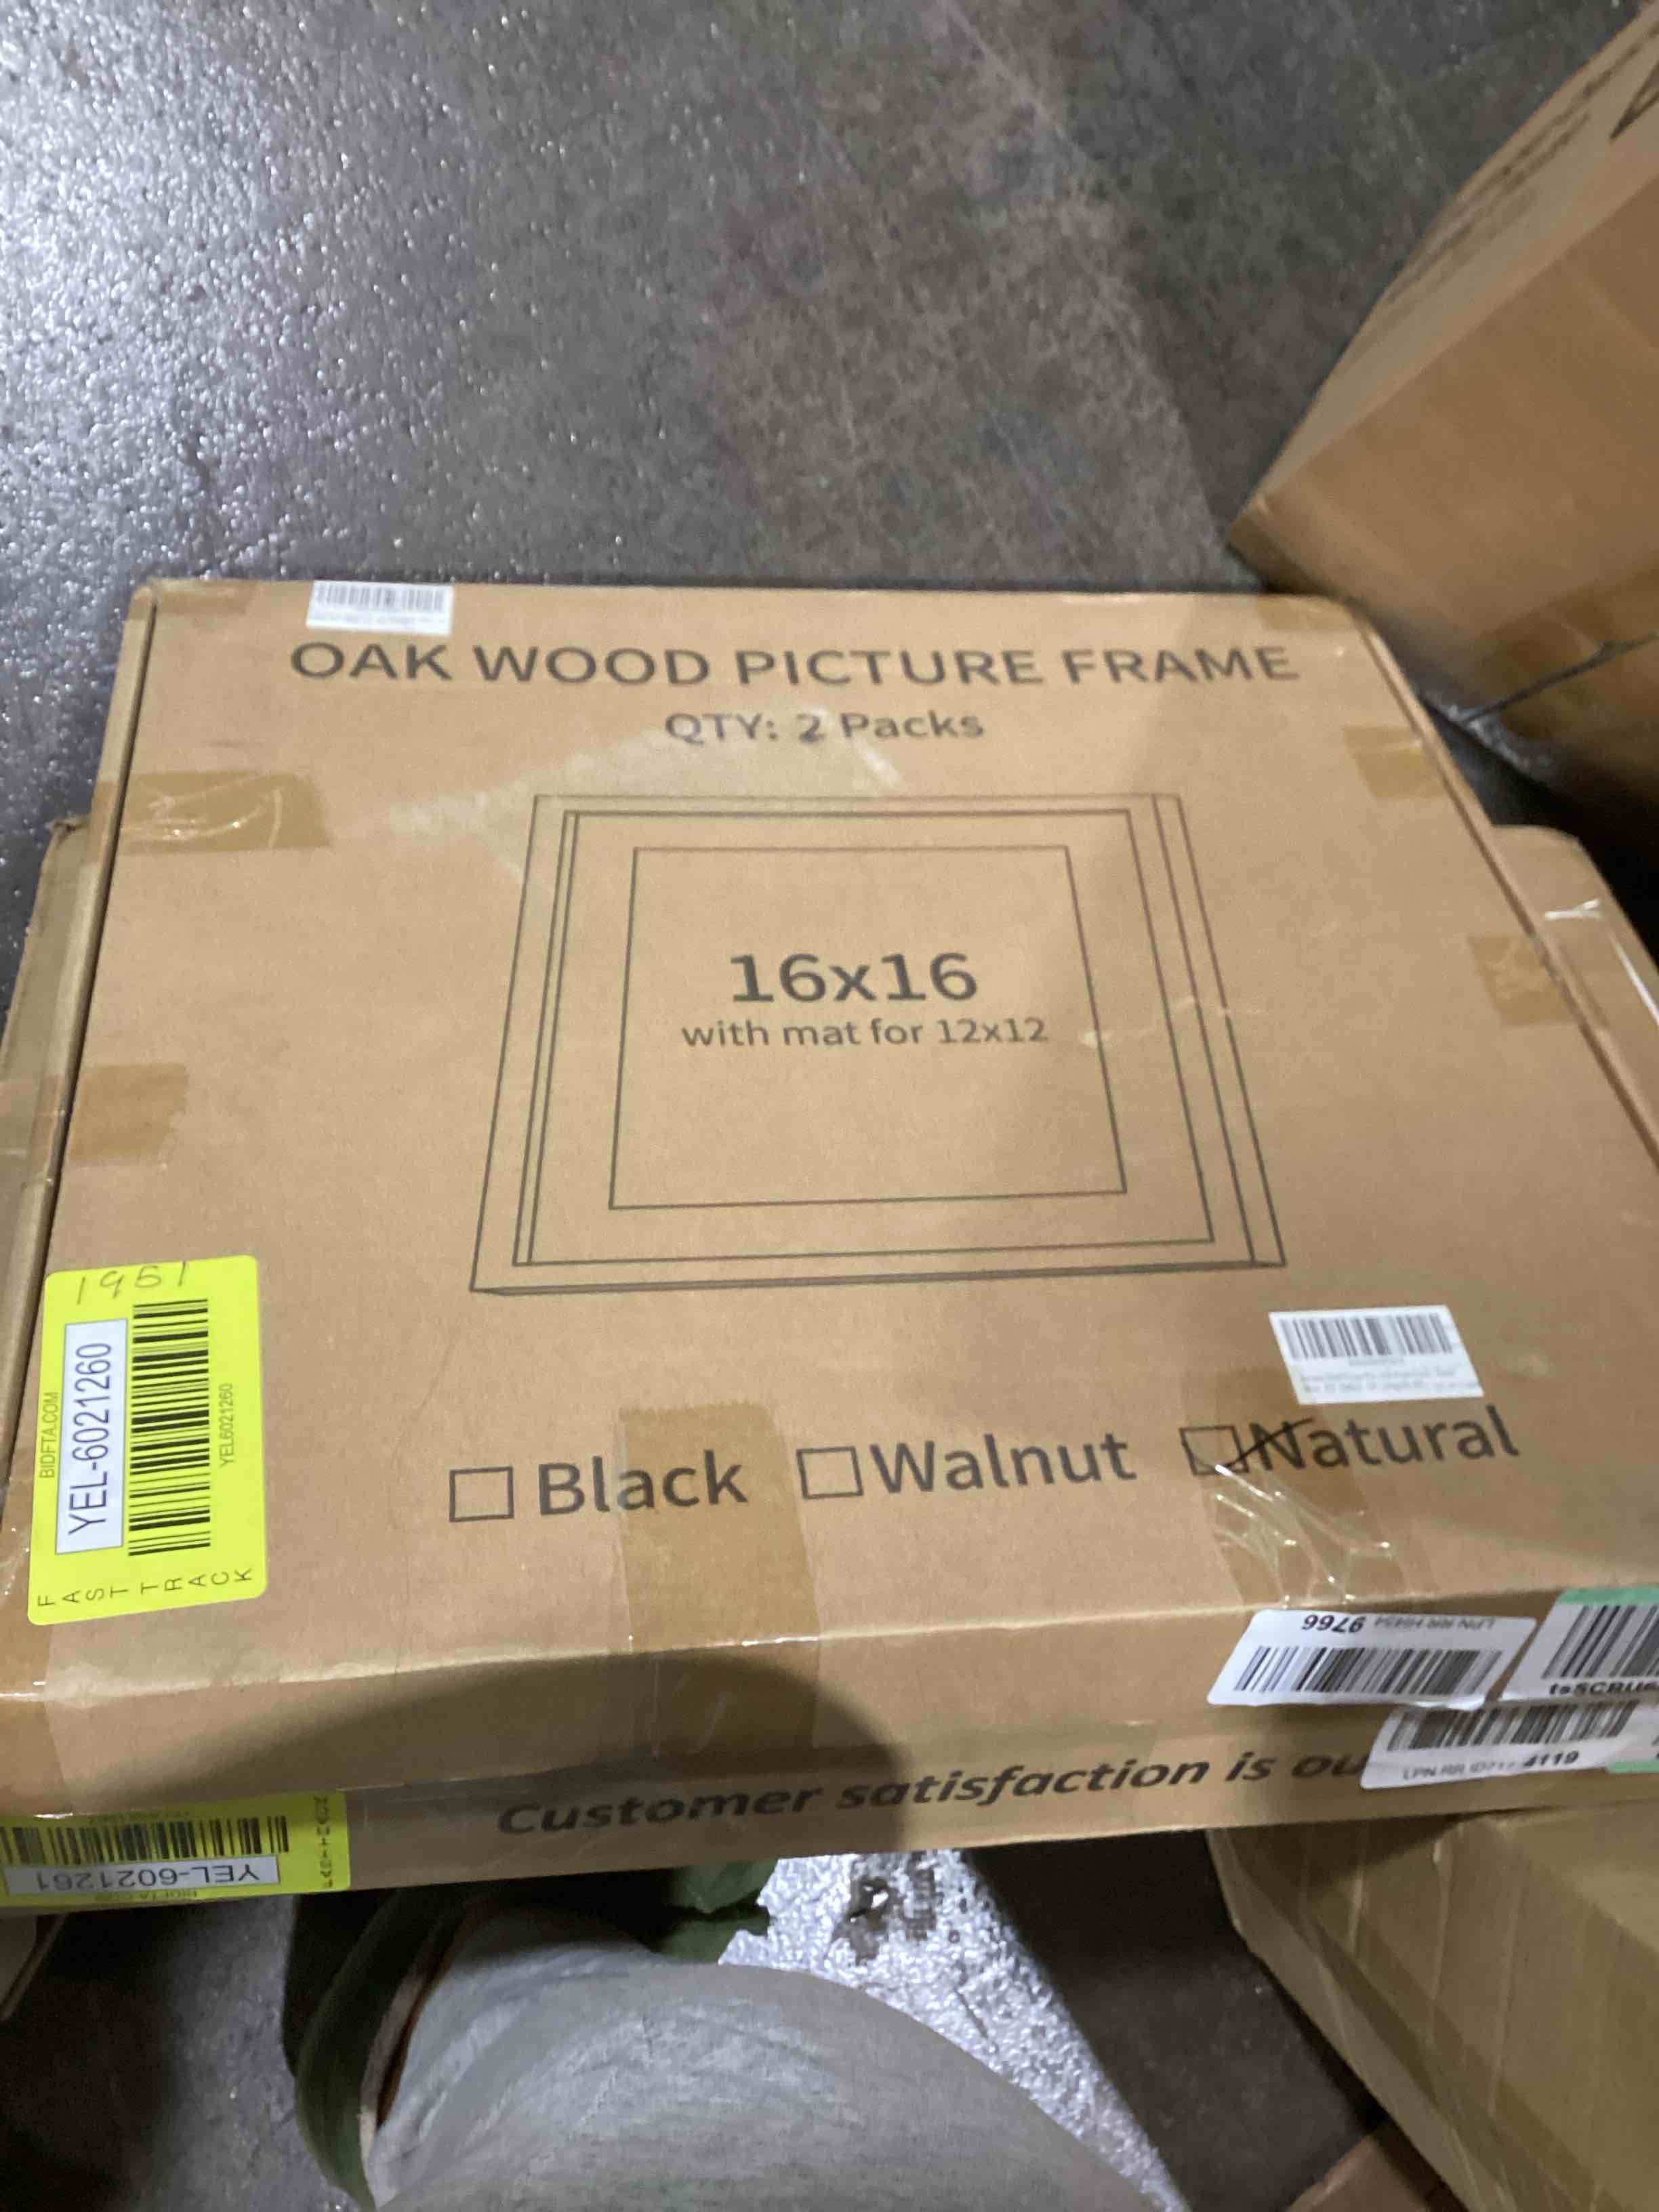 OAK WOOD PICTURE FRAME
QTY: 2 Packs
16x16
with mat for 12x12
1951
BIDFTA.COM
YEL-6021260
YEL6021260
FAST TRACK
Black Walnut Natural
9766
4119
Customer satisfaction is ou
YEL-6021261